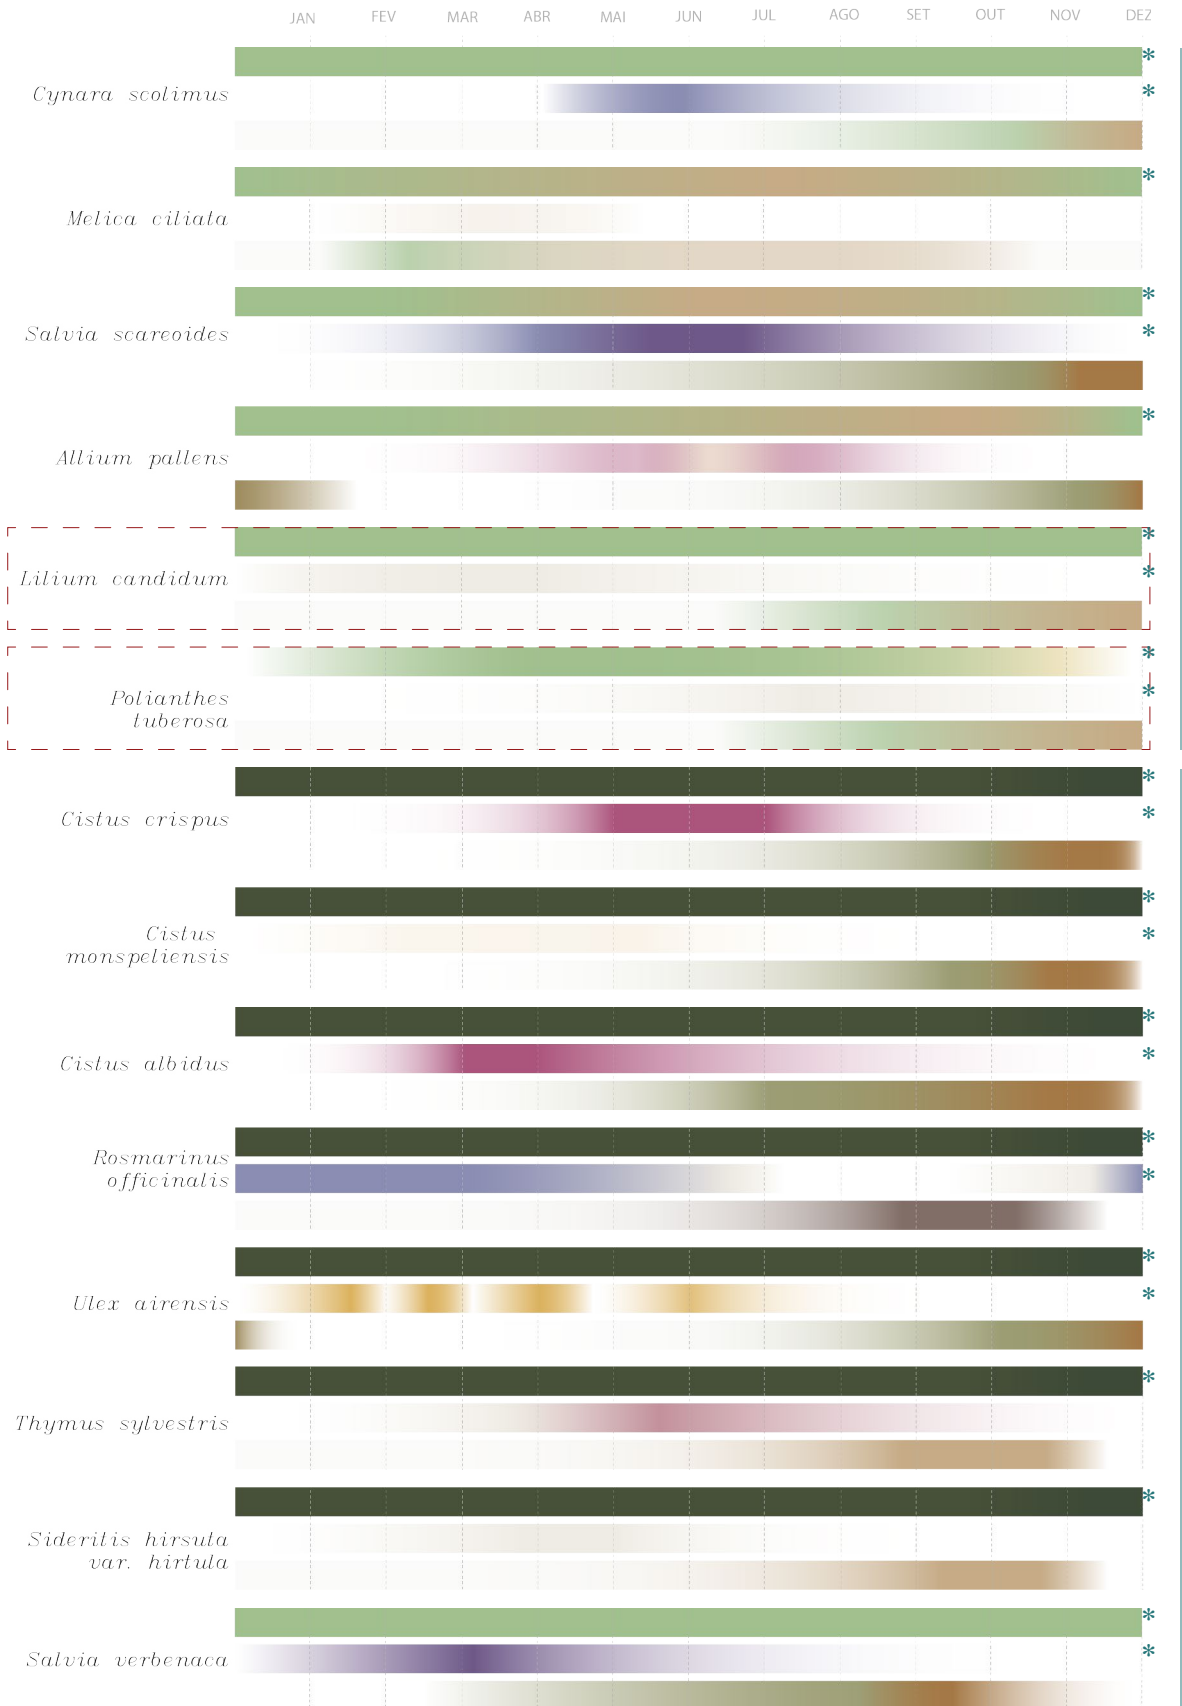 JAN FEV MAR ABR MAI JUN JUL AGO SET OUT NOV DEZ
*
Cynara scolimus
*
*
Melica ciliata
*
Salvia scareoides
*
*
Allium pallens
*
Lilium candidum
*
*
Polianthes
*
tuberosa
*
Cistus crispus
*
*
Cistus
*
monspeliensis
*
Cistus albidus
*
*
Rosmarinus
*
officinalis
*
Ulex airensis
*
*
Thymus sylvestris
*
Sideritis hirsuta
var. hirtula
*
Salvia verbenaca
*